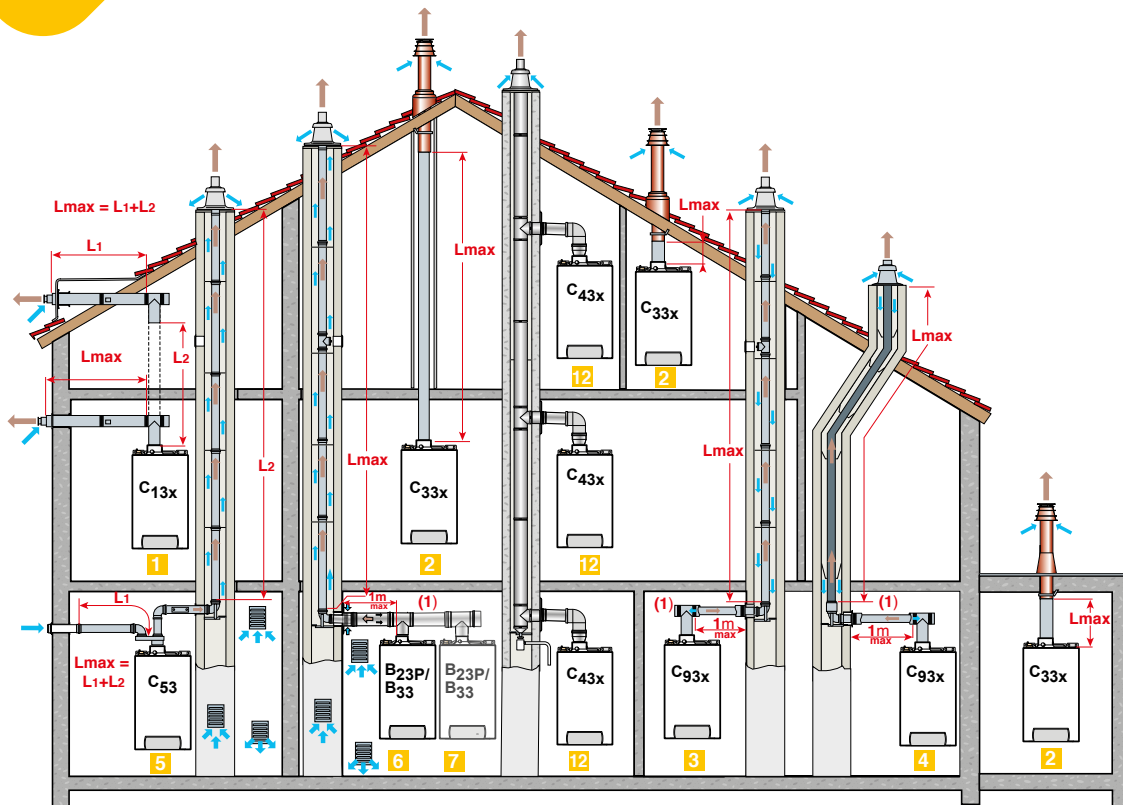 Lmax = L1+L2
L1
Lmax
L2
C13x
1
L2
L1
Lmax =
L1+L2
C53
5
Lmax
1m
max
(1)
B23P/
B33
6
B23P/
B33
7
Lmax
C33x
2
C43x
12
C43x
12
C43x
12
Lmax
C33x
2
Lmax
(1)
1m
max
C93x
3
Lmax
(1)
1m
max
C93x
4
Lmax
C33x
2